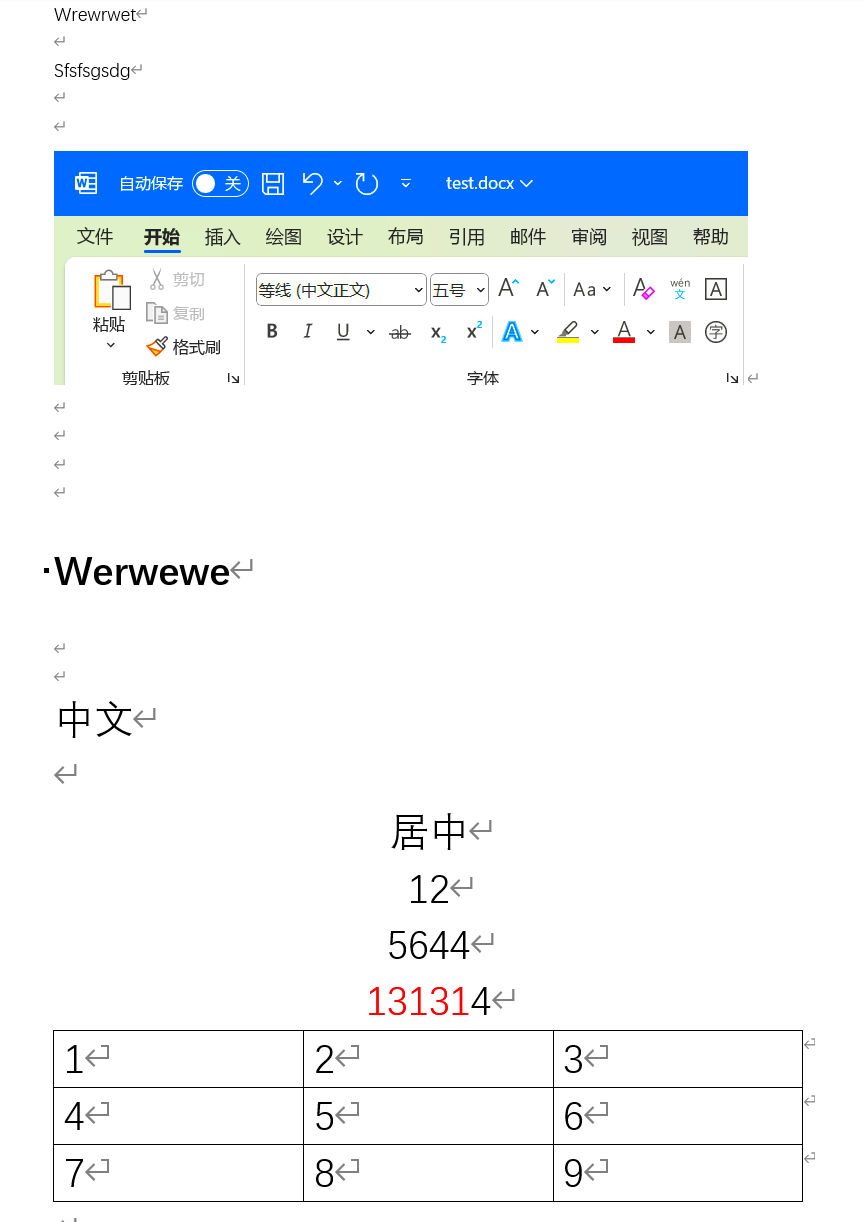 Wrewrwet
Sfsfsgsdg
自动保存 关 test.docx
文件 开始 插入 绘图 设计 布局 引用 邮件 审阅 视图 帮助
剪切
复制
粘贴
格式刷
剪贴板
等线 (中文正文) 五号 A A Aa A wén 文 A
B I U ab x₂ x² A A A 字
字体
Werwewe
中文
居中
12
5644
131314
1 2 3
4 5 6
7 8 9